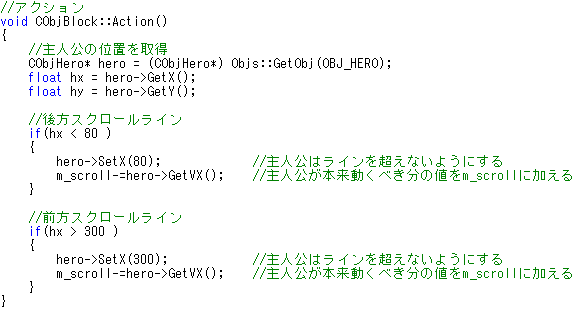 //アクション
void CObjBlock::Action()
{
//主人公の位置を取得
CObjHero* hero = (CObjHero*) Objs::GetObj(OBJ_HERO);
float hx = hero->GetX();
float hy = hero->GetY();
//後方スクロールライン
if(hx < 80 )
{
hero->SetX(80); //主人公はラインを超えないようにする
m_scroll-=hero->GetVX(); //主人公が本来動くべき分の値をm_scrollに加える
}
//前方スクロールライン
if(hx > 300 )
{
hero->SetX(300); //主人公はラインを超えないようにする
m_scroll-=hero->GetVX(); //主人公が本来動くべき分の値をm_scrollに加える
}
}